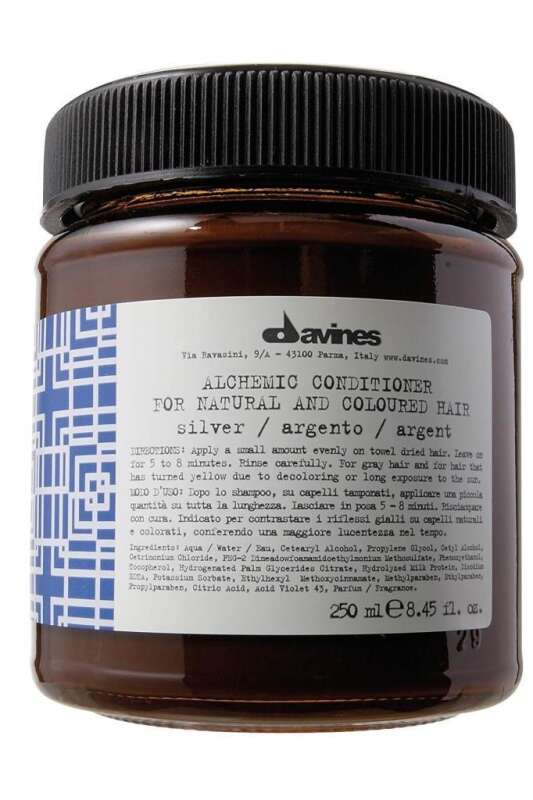 davines
Via Ravasini, 9/A - 43100 Parma, Italy www.davines.com
ALCHEMIC CONDITIONER
FOR NATURAL AND COLOURED HAIR
silver / argento / argent
DIRECTIONS: Apply a small amount evenly on towel dried hair. Leave on
for 5 to 8 minutes. Rinse carefully. For gray hair and for hair that
has turned yellow due to decoloring or long exposure to the sun.
MODO D'USO: Dopo lo shampoo, su capelli tamponati, applicare una piccola
quantità su tutta la lunghezza. Lasciare in posa 5 - 8 minuti. Risciacquare
con cura. Indicato per contrastare i riflessi gialli su capelli naturali
e colorati, conferendo una maggiore lucentezza nel tempo.
Ingredients: Aqua / Water / Eau, Cetearyl Alcohol, Propylene Glycol, Cetyl Alcohol,
Cetrimonium Chloride, Methosulfate, Phenoxyethanol,
Tocopherol, Hydrogenated Palm Glycerides Citrate, Hydrolyzed Milk Protein, Disodium
EDTA, Potassium Sorbate, Ethylhexyl Methoxycinnamate, Methylparaben, Ethylparaben,
Propylparaben, Citric Acid, Acid Violet 43, Parfum / Fragrance.
250 ml e 8.45 fl. oz.